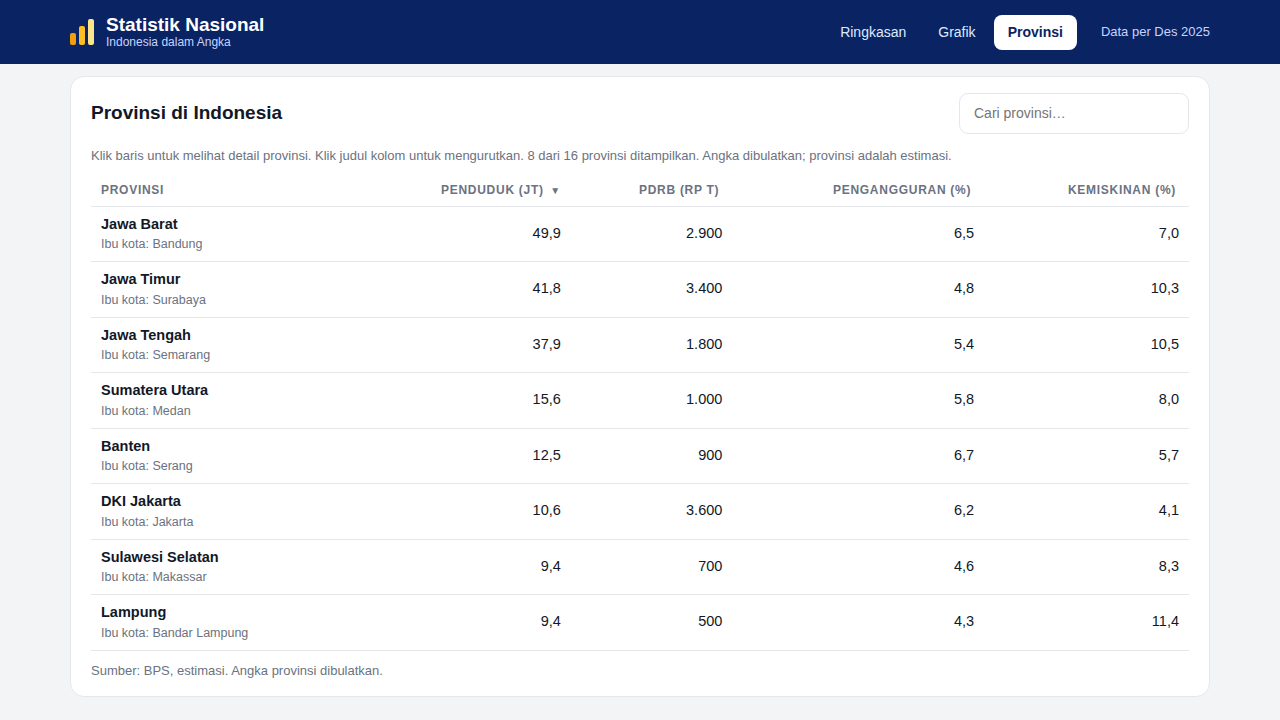 Statistik Nasional
Indonesia dalam Angka
Ringkasan Grafik Provinsi Data per Des 2025
Provinsi di Indonesia
Cari provinsi…
Klik baris untuk melihat detail provinsi. Klik judul kolom untuk mengurutkan. 8 dari 16 provinsi ditampilkan. Angka dibulatkan; provinsi adalah estimasi.
PROVINSI PENDUDUK (JT) ▼ PDRB (RP T) PENGANGGURAN (%) KEMISKINAN (%)
Jawa Barat 49,9 2.900 6,5 7,0
Ibu kota: Bandung
Jawa Timur 41,8 3.400 4,8 10,3
Ibu kota: Surabaya
Jawa Tengah 37,9 1.800 5,4 10,5
Ibu kota: Semarang
Sumatera Utara 15,6 1.000 5,8 8,0
Ibu kota: Medan
Banten 12,5 900 6,7 5,7
Ibu kota: Serang
DKI Jakarta 10,6 3.600 6,2 4,1
Ibu kota: Jakarta
Sulawesi Selatan 9,4 700 4,6 8,3
Ibu kota: Makassar
Lampung 9,4 500 4,3 11,4
Ibu kota: Bandar Lampung
Sumber: BPS, estimasi. Angka provinsi dibulatkan.